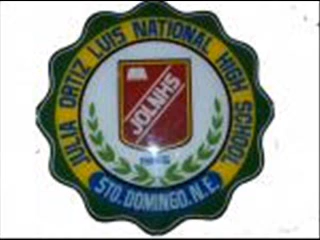 JULIA ORTIZ LUIS NATIONAL HIGH SCHOOL
JOLNHS
STO. DOMINGO. N.E.